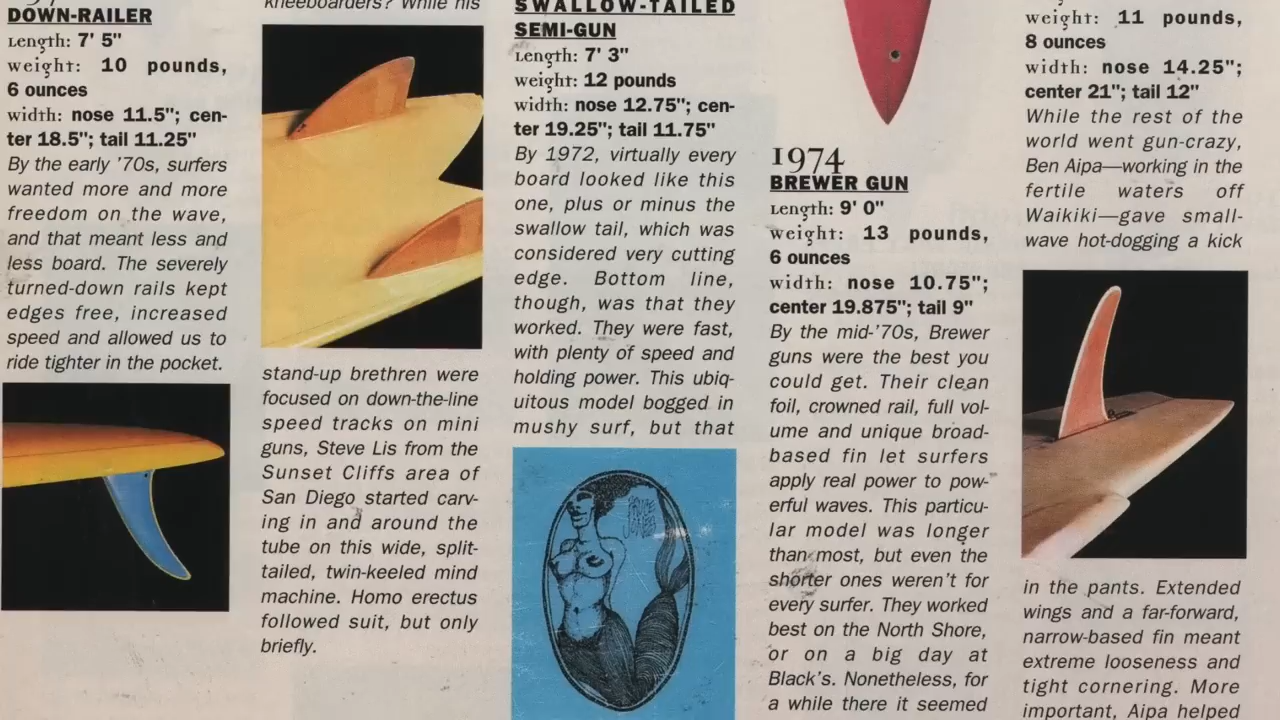 DOWN-RAILER
Length: 7' 5"
weight: 10 pounds,
6 ounces
width: nose 11.5"; cen-
ter 18.5"; tail 11.25"
By the early '70s, surfers
wanted more and more
freedom on the wave,
and that meant less and
less board. The severely
turned-down rails kept
edges free, increased
speed and allowed us to
ride tighter in the pocket.
kneeboarders? While his
stand-up brethren were
focused on down-the-line
speed tracks on mini
guns, Steve Lis from the
Sunset Cliffs area of
San Diego started carv-
ing in and around the
tube on this wide, split-
tailed, twin-keeled mind
machine. Homo erectus
followed suit, but only
briefly.
SWALLOW-TAILED
SEMI-GUN
Length: 7' 3"
weight: 12 pounds
width: nose 12.75"; cen-
ter 19.25"; tail 11.75"
By 1972, virtually every
board looked like this
one, plus or minus the
swallow tail, which was
considered very cutting
edge. Bottom line,
though, was that they
worked. They were fast,
with plenty of speed and
holding power. This ubiq-
uitous model bogged in
mushy surf, but that
1974
BREWER GUN
Length: 9' 0"
weight: 13 pounds,
6 ounces
width: nose 10.75";
center 19.875"; tail 9"
By the mid-'70s, Brewer
guns were the best you
could get. Their clean
foil, crowned rail, full vol-
ume and unique broad-
based fin let surfers
apply real power to pow-
erful waves. This particu-
lar model was longer
than most, but even the
shorter ones weren't for
every surfer. They worked
best on the North Shore,
or on a big day at
Black's. Nonetheless, for
a while there it seemed
weight: 11 pounds,
8 ounces
width: nose 14.25";
center 21"; tail 12"
While the rest of the
world went gun-crazy,
Ben Aipa—working in the
fertile waters off
Waikiki—gave small-
wave hot-dogging a kick
in the pants. Extended
wings and a far-forward,
narrow-based fin meant
extreme looseness and
tight cornering. More
important, Aipa helped